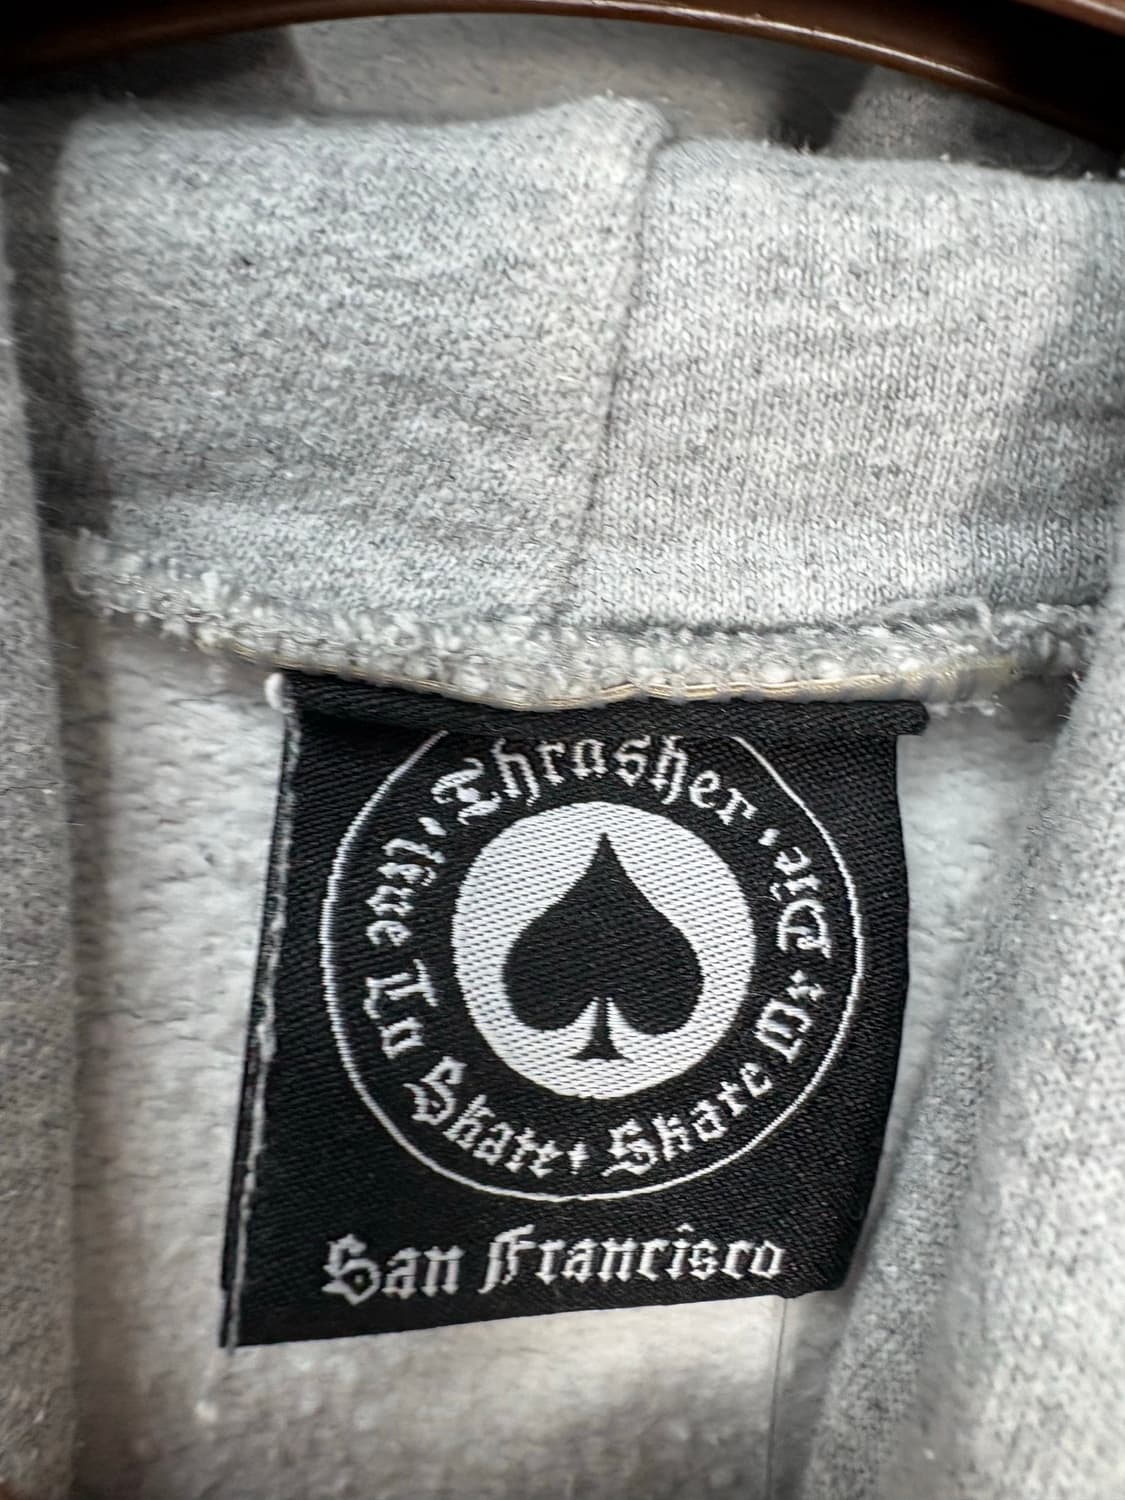 Thrasher · Live To Skate · Skate Or Die ·
San Francisco